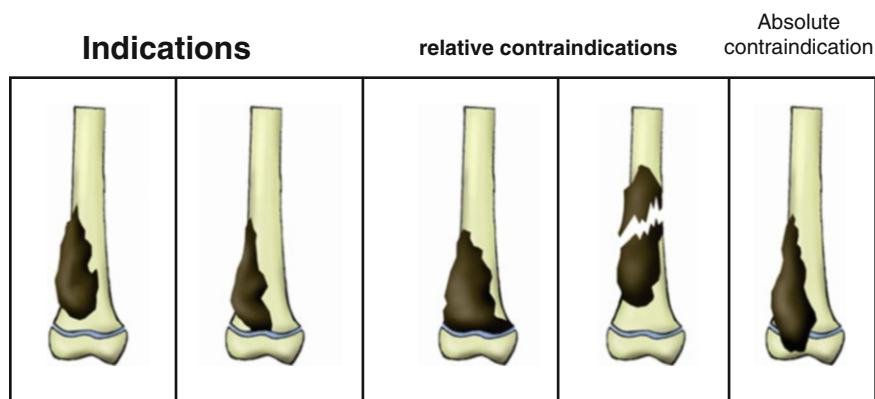 Indications
relative contraindications
Absolute
contraindication